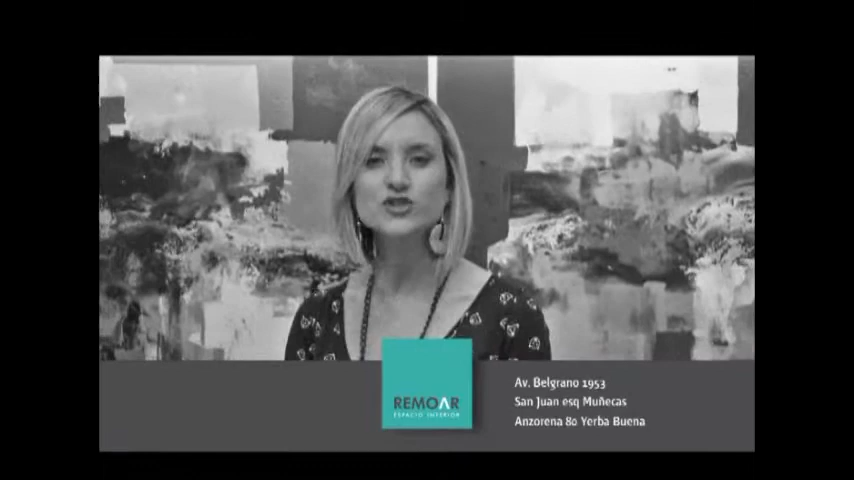 REMOAR
ESPACIO INTERIOR
Av. Belgrano 1953
San Juan esq Muñecas
Anzorena 80 Yerba Buena